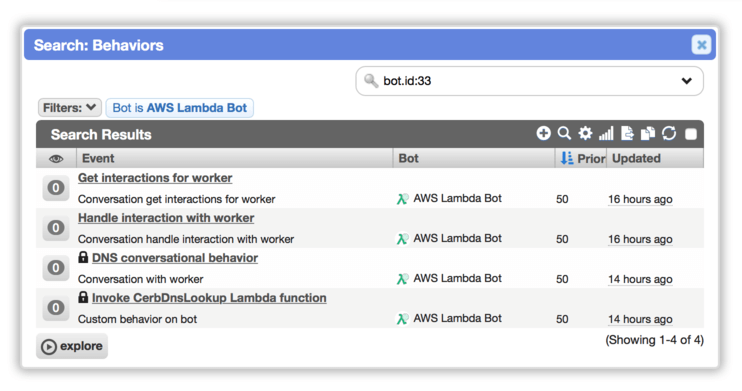 Search: Behaviors
bot.id:33
Filters: Bot is AWS Lambda Bot
Search Results
Event Bot Prior Updated
Get interactions for worker
0 Conversation get interactions for worker AWS Lambda Bot 50 16 hours ago
Handle interaction with worker
0 Conversation handle interaction with worker AWS Lambda Bot 50 16 hours ago
DNS conversational behavior
0 Conversation with worker AWS Lambda Bot 50 14 hours ago
Invoke CerbDnsLookup Lambda function
0 Custom behavior on bot AWS Lambda Bot 50 14 hours ago
explore (Showing 1-4 of 4)